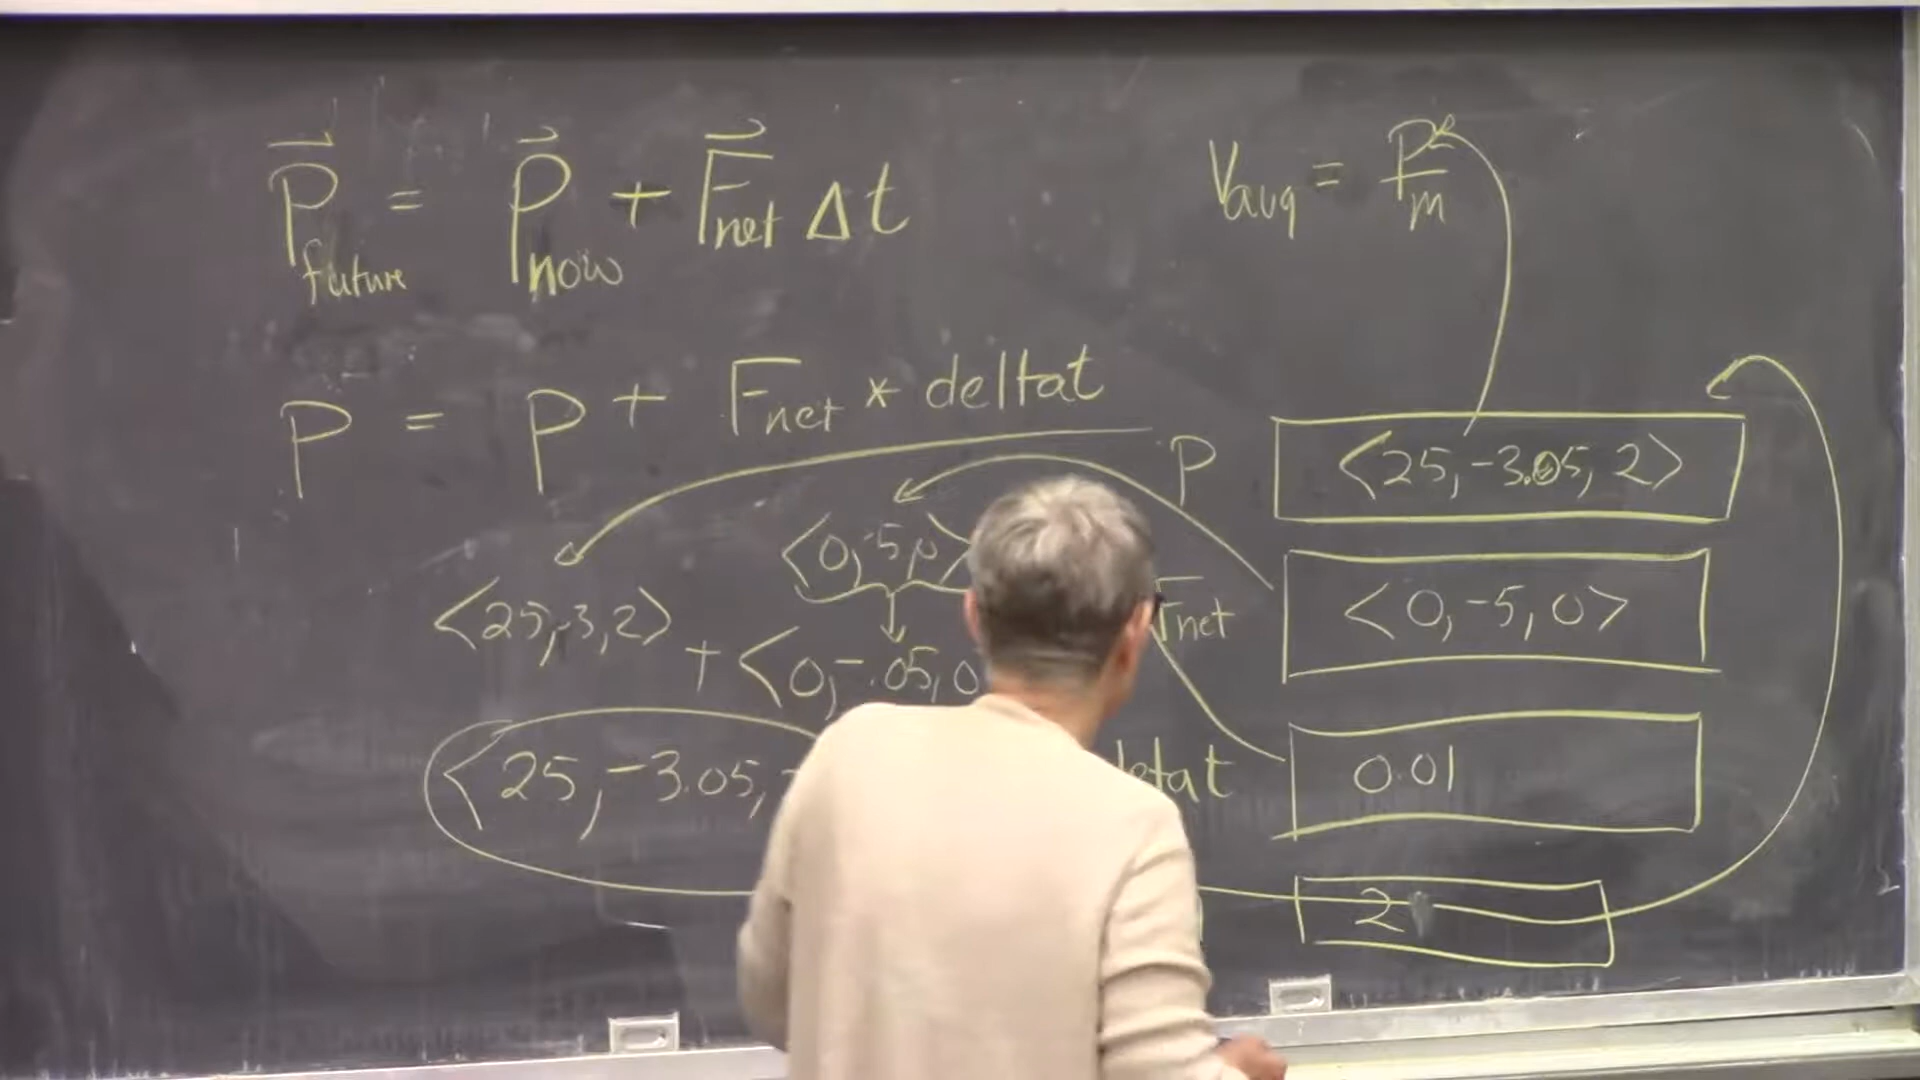 P⃗future = P⃗now + F⃗net Δt
Vavg = P/m
P = P + Fnet * deltat
P <25,-3.05, 2>
<0,-5,0>
Fnet <0,-5,0>
<25,-3,2> + <0,-.05,0
<25,-3.05,
0.01
2